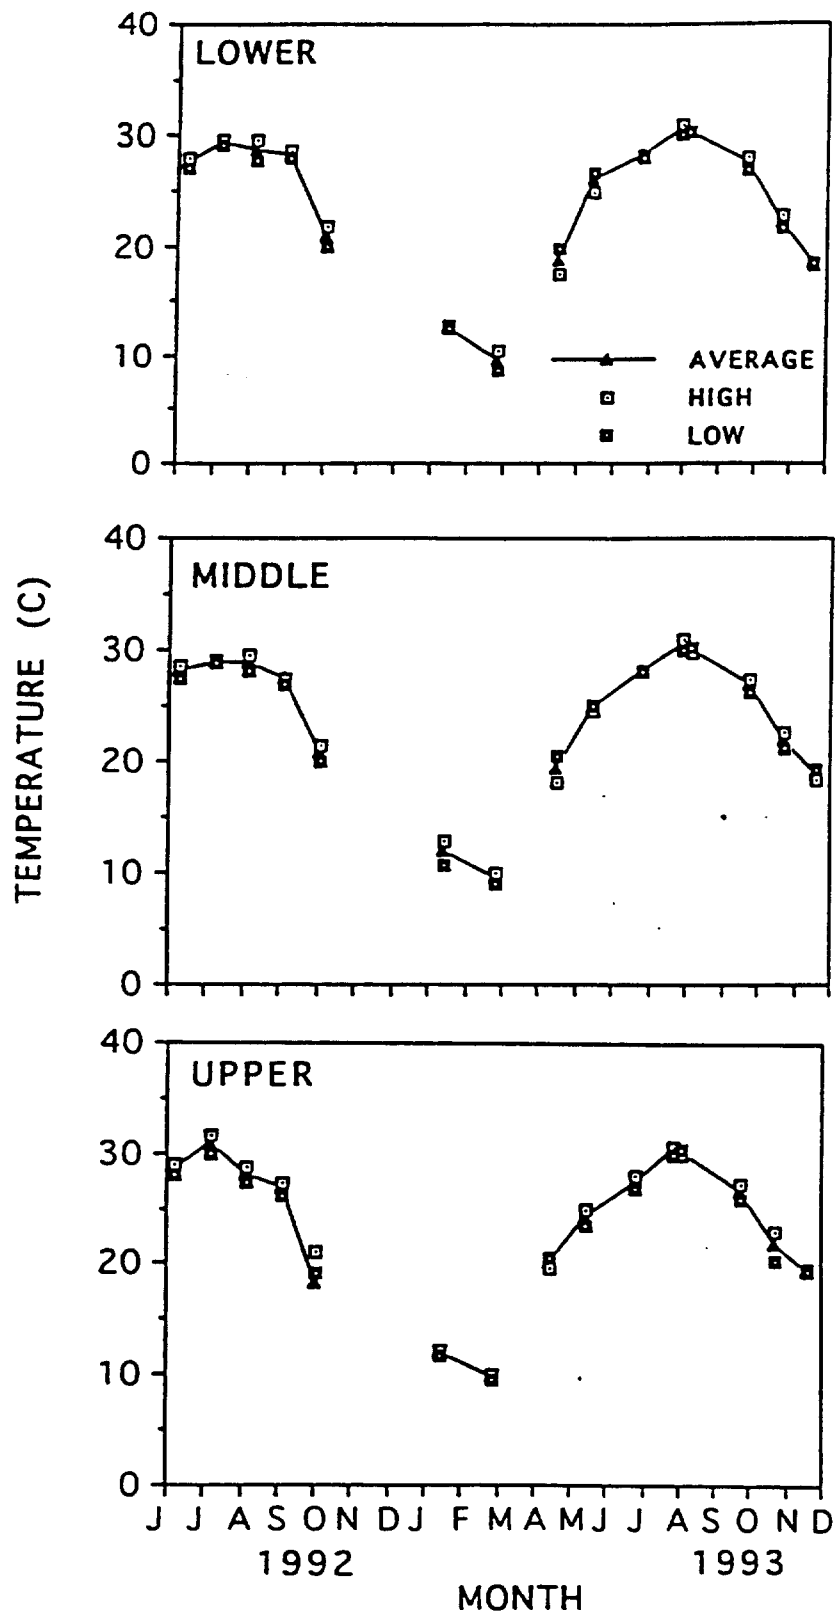 40
LOWER
30
20
10
AVERAGE
HIGH
LOW
0
40
MIDDLE
30
20
10
0
TEMPERATURE (C)
40
UPPER
30
20
10
0
J J A S O N D J F M A M J J A S O N D
1992 1993
MONTH